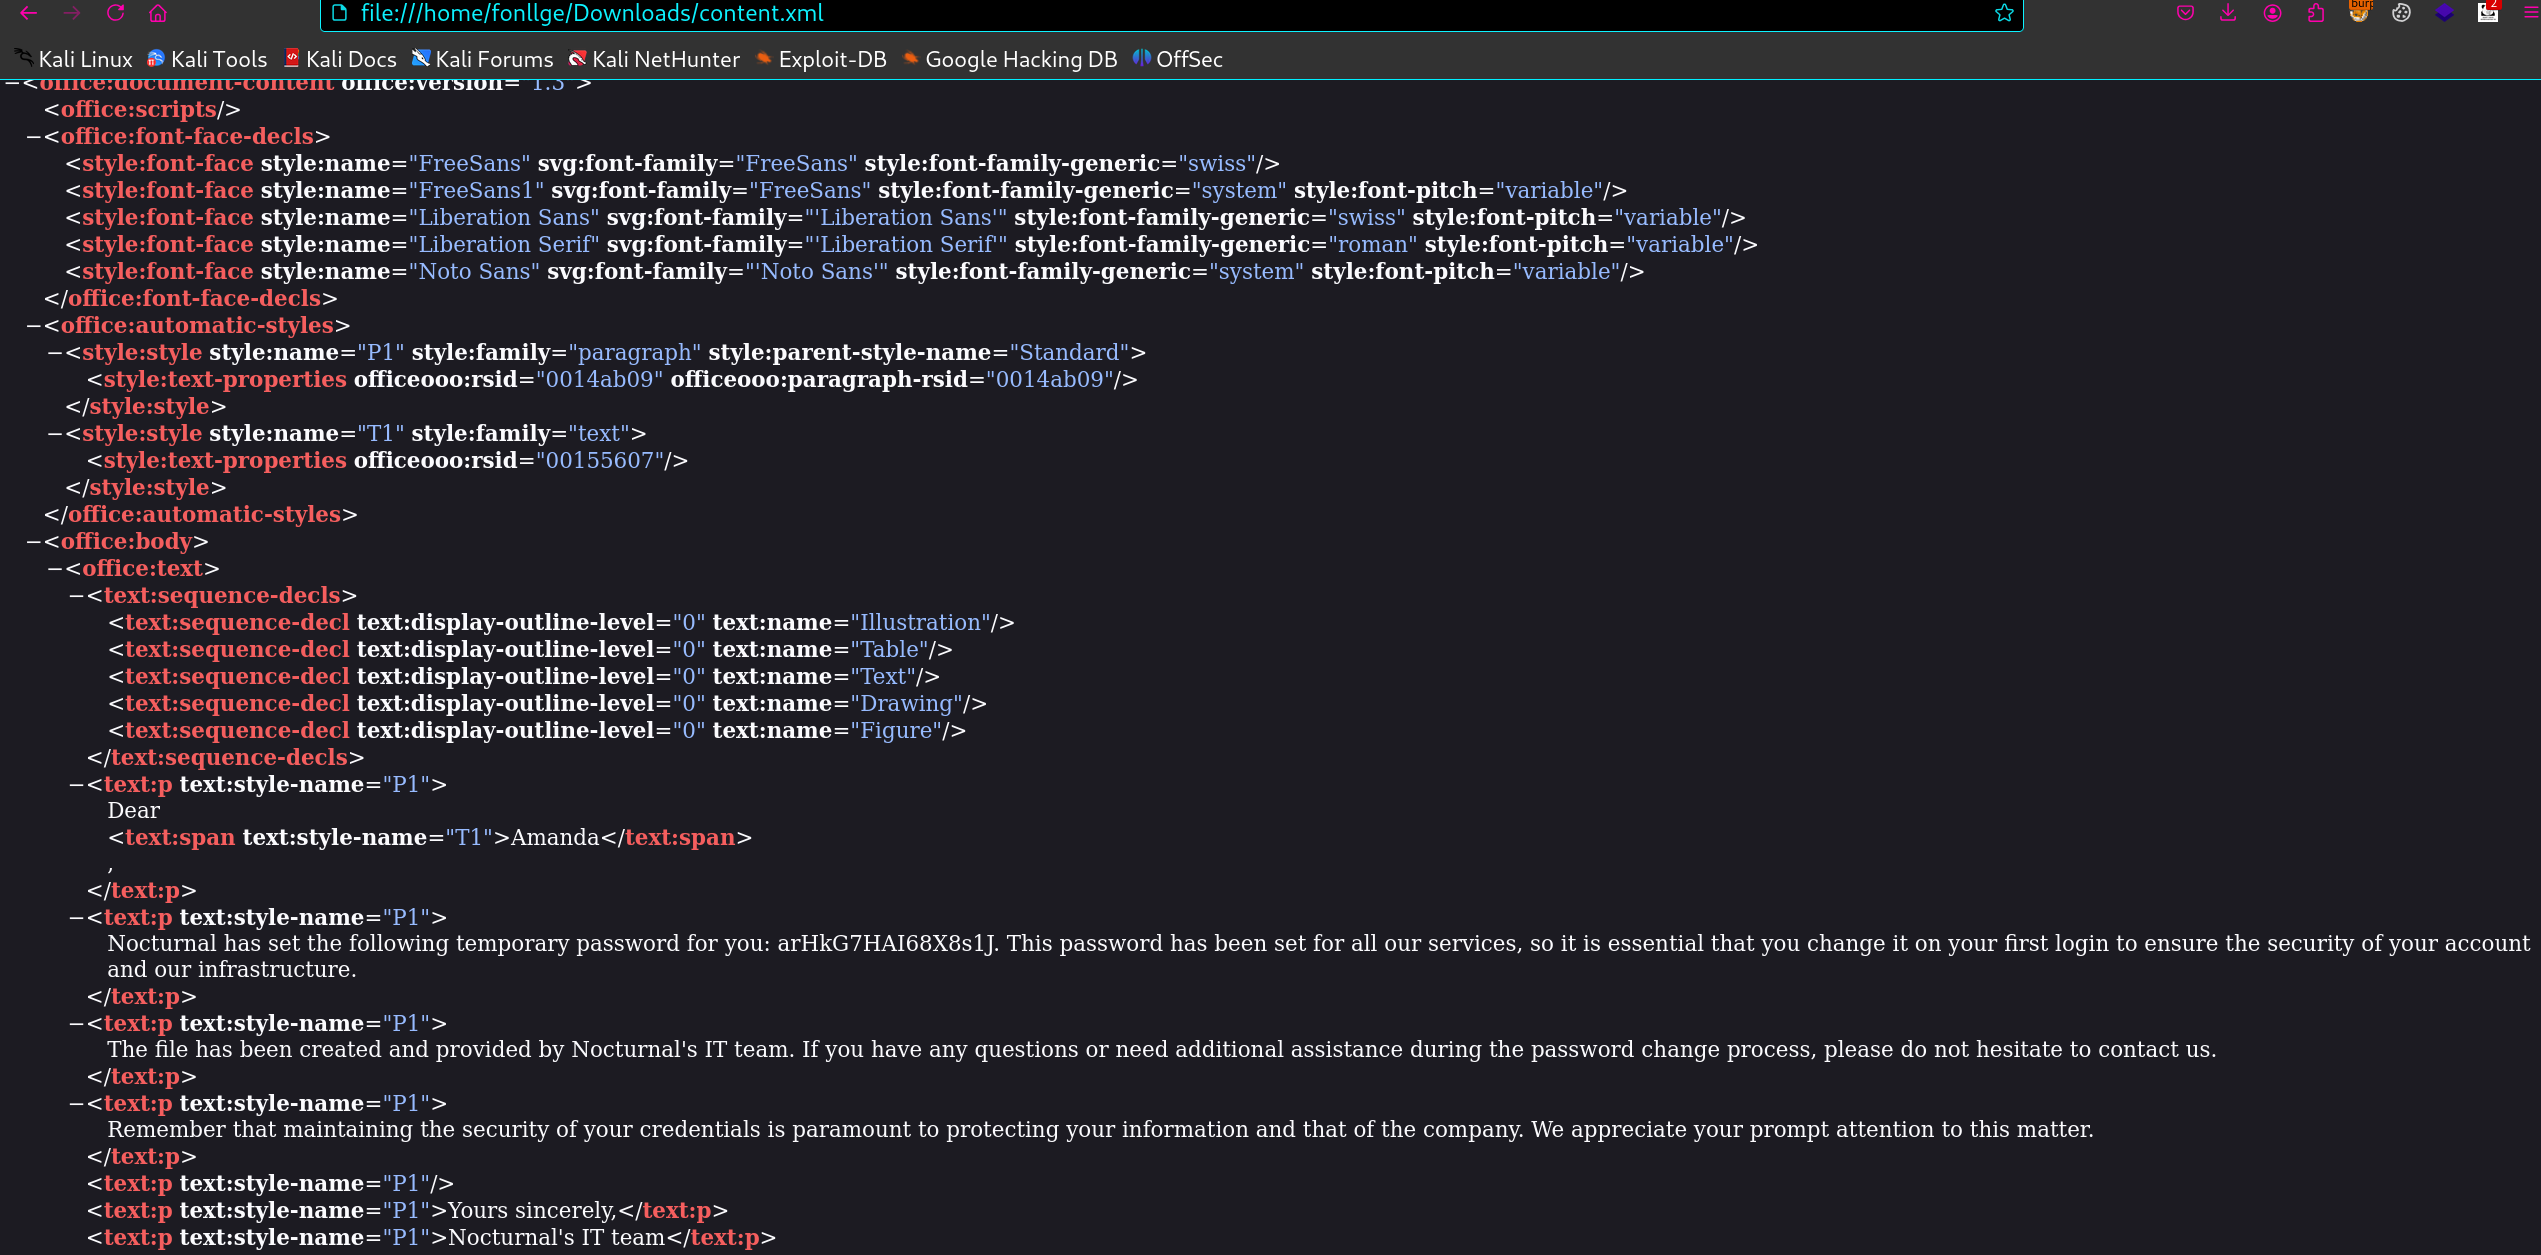 file:///home/fonllge/Downloads/content.xml
burp
2
Kali Linux Kali Tools Kali Docs Kali Forums Kali NetHunter Exploit-DB Google Hacking DB OffSec
−<office:document-content office:version="1.3">
<office:scripts/>
−<office:font-face-decls>
<style:font-face style:name="FreeSans" svg:font-family="FreeSans" style:font-family-generic="swiss"/>
<style:font-face style:name="FreeSans1" svg:font-family="FreeSans" style:font-family-generic="system" style:font-pitch="variable"/>
<style:font-face style:name="Liberation Sans" svg:font-family="'Liberation Sans'" style:font-family-generic="swiss" style:font-pitch="variable"/>
<style:font-face style:name="Liberation Serif" svg:font-family="'Liberation Serif'" style:font-family-generic="roman" style:font-pitch="variable"/>
<style:font-face style:name="Noto Sans" svg:font-family="'Noto Sans'" style:font-family-generic="system" style:font-pitch="variable"/>
</office:font-face-decls>
−<office:automatic-styles>
−<style:style style:name="P1" style:family="paragraph" style:parent-style-name="Standard">
<style:text-properties officeooo:rsid="0014ab09" officeooo:paragraph-rsid="0014ab09"/>
</style:style>
−<style:style style:name="T1" style:family="text">
<style:text-properties officeooo:rsid="00155607"/>
</style:style>
</office:automatic-styles>
−<office:body>
−<office:text>
−<text:sequence-decls>
<text:sequence-decl text:display-outline-level="0" text:name="Illustration"/>
<text:sequence-decl text:display-outline-level="0" text:name="Table"/>
<text:sequence-decl text:display-outline-level="0" text:name="Text"/>
<text:sequence-decl text:display-outline-level="0" text:name="Drawing"/>
<text:sequence-decl text:display-outline-level="0" text:name="Figure"/>
</text:sequence-decls>
−<text:p text:style-name="P1">
Dear
<text:span text:style-name="T1">Amanda</text:span>
,
</text:p>
−<text:p text:style-name="P1">
Nocturnal has set the following temporary password for you: arHkG7HAI68X8s1J. This password has been set for all our services, so it is essential that you change it on your first login to ensure the security of your account
and our infrastructure.
</text:p>
−<text:p text:style-name="P1">
The file has been created and provided by Nocturnal's IT team. If you have any questions or need additional assistance during the password change process, please do not hesitate to contact us.
</text:p>
−<text:p text:style-name="P1">
Remember that maintaining the security of your credentials is paramount to protecting your information and that of the company. We appreciate your prompt attention to this matter.
</text:p>
<text:p text:style-name="P1"/>
<text:p text:style-name="P1">Yours sincerely,</text:p>
<text:p text:style-name="P1">Nocturnal's IT team</text:p>